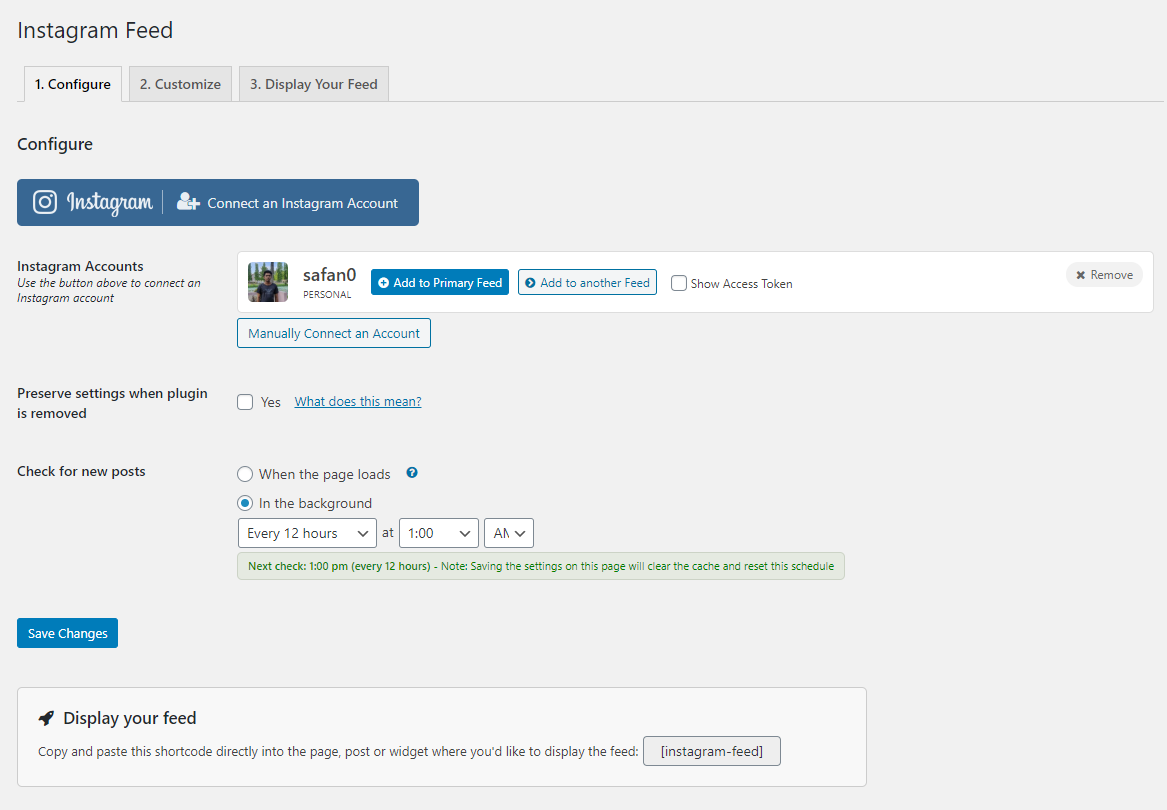 Instagram Feed
1. Configure
2. Customize
3. Display Your Feed
Configure
Instagram
Connect an Instagram Account
Instagram Accounts
Use the button above to connect an
Instagram account
safan0
PERSONAL
Add to Primary Feed
Add to another Feed
Show Access Token
Remove
Manually Connect an Account
Preserve settings when plugin
is removed
Yes
What does this mean?
Check for new posts
When the page loads
In the background
Every 12 hours
at
1:00
AM
Next check: 1:00 pm (every 12 hours) - Note: Saving the settings on this page will clear the cache and reset this schedule
Save Changes
Display your feed
Copy and paste this shortcode directly into the page, post or widget where you'd like to display the feed:
[instagram-feed]